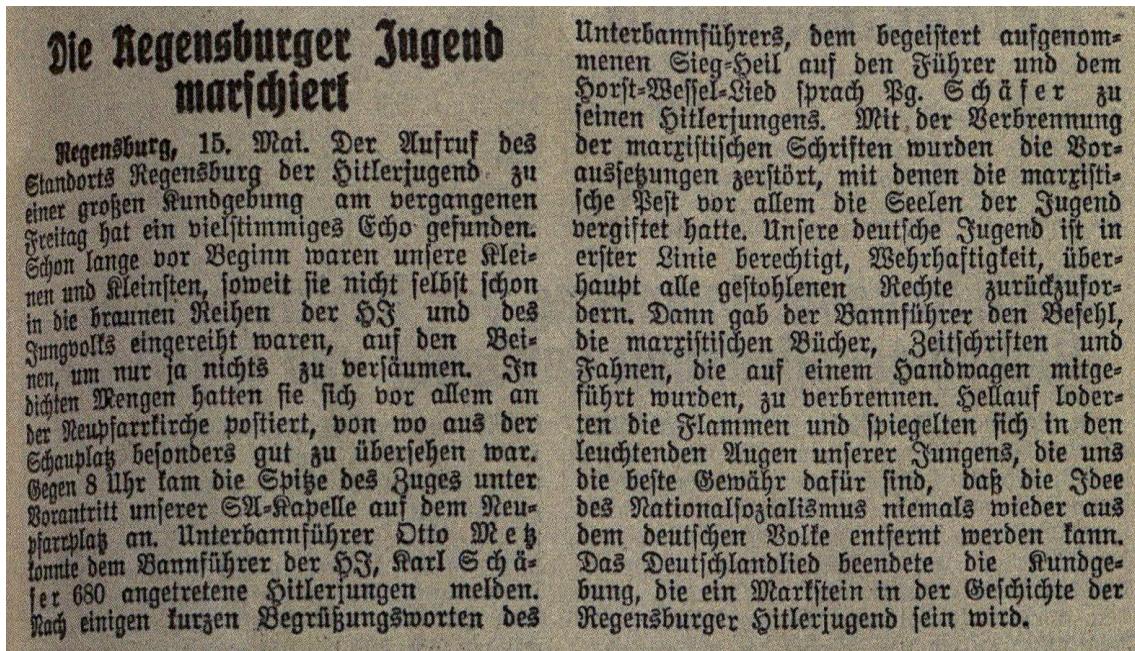 Die Regensburger Jugend
marschiert
Regensburg, 15. Mai. Der Aufruf des
Standorts Regensburg der Hitlerjugend zu
einer großen Kundgebung am vergangenen
Freitag hat ein vielstimmiges Echo gefunden.
Schon lange vor Beginn waren unsere Klei-
nen und Kleinsten, soweit sie nicht selbst schon
in die braunen Reihen der HJ und des
Jungvolks eingereiht waren, auf den Bei-
nen, um nur ja nichts zu versäumen. In
dichten Mengen hatten sie sich vor allem an
der Neupfarrkirche postiert, von wo aus der
Schauplatz besonders gut zu übersehen war.
Gegen 8 Uhr kam die Spitze des Zuges unter
Vorantritt unserer SA-Kapelle auf dem Neu-
pfarrplatz an. Unterbannführer Otto Metz
konnte dem Bannführer der HJ, Karl Schä-
fer 680 angetretene Hitlerjungen melden.
Nach einigen kurzen Begrüßungsworten des
Unterbannführers, dem begeistert aufgenom-
menen Sieg-Heil auf den Führer und dem
Horst-Wessel-Lied sprach Pg. Schäfer zu
seinen Hitlerjungens. Mit der Verbrennung
der marxistischen Schriften wurden die Vor-
aussetzungen zerstört, mit denen die marxisti-
sche Pest vor allem die Seelen der Jugend
vergiftet hatte. Unsere deutsche Jugend ist in
erster Linie berechtigt, Wehrhaftigkeit, über-
haupt alle gestohlenen Rechte zurückzufor-
dern. Dann gab der Bannführer den Befehl,
die marxistischen Bücher, Zeitschriften und
Fahnen, die auf einem Handwagen mitge-
führt wurden, zu verbrennen. Hellauf loder-
ten die Flammen und spiegelten sich in den
leuchtenden Augen unserer Jungens, die uns
die beste Gewähr dafür sind, daß die Idee
des Nationalsozialismus niemals wieder aus
dem deutschen Volke entfernt werden kann.
Das Deutschlandlied beendete die Kundge-
bung, die ein Markstein in der Geschichte der
Regensburger Hitlerjugend sein wird.